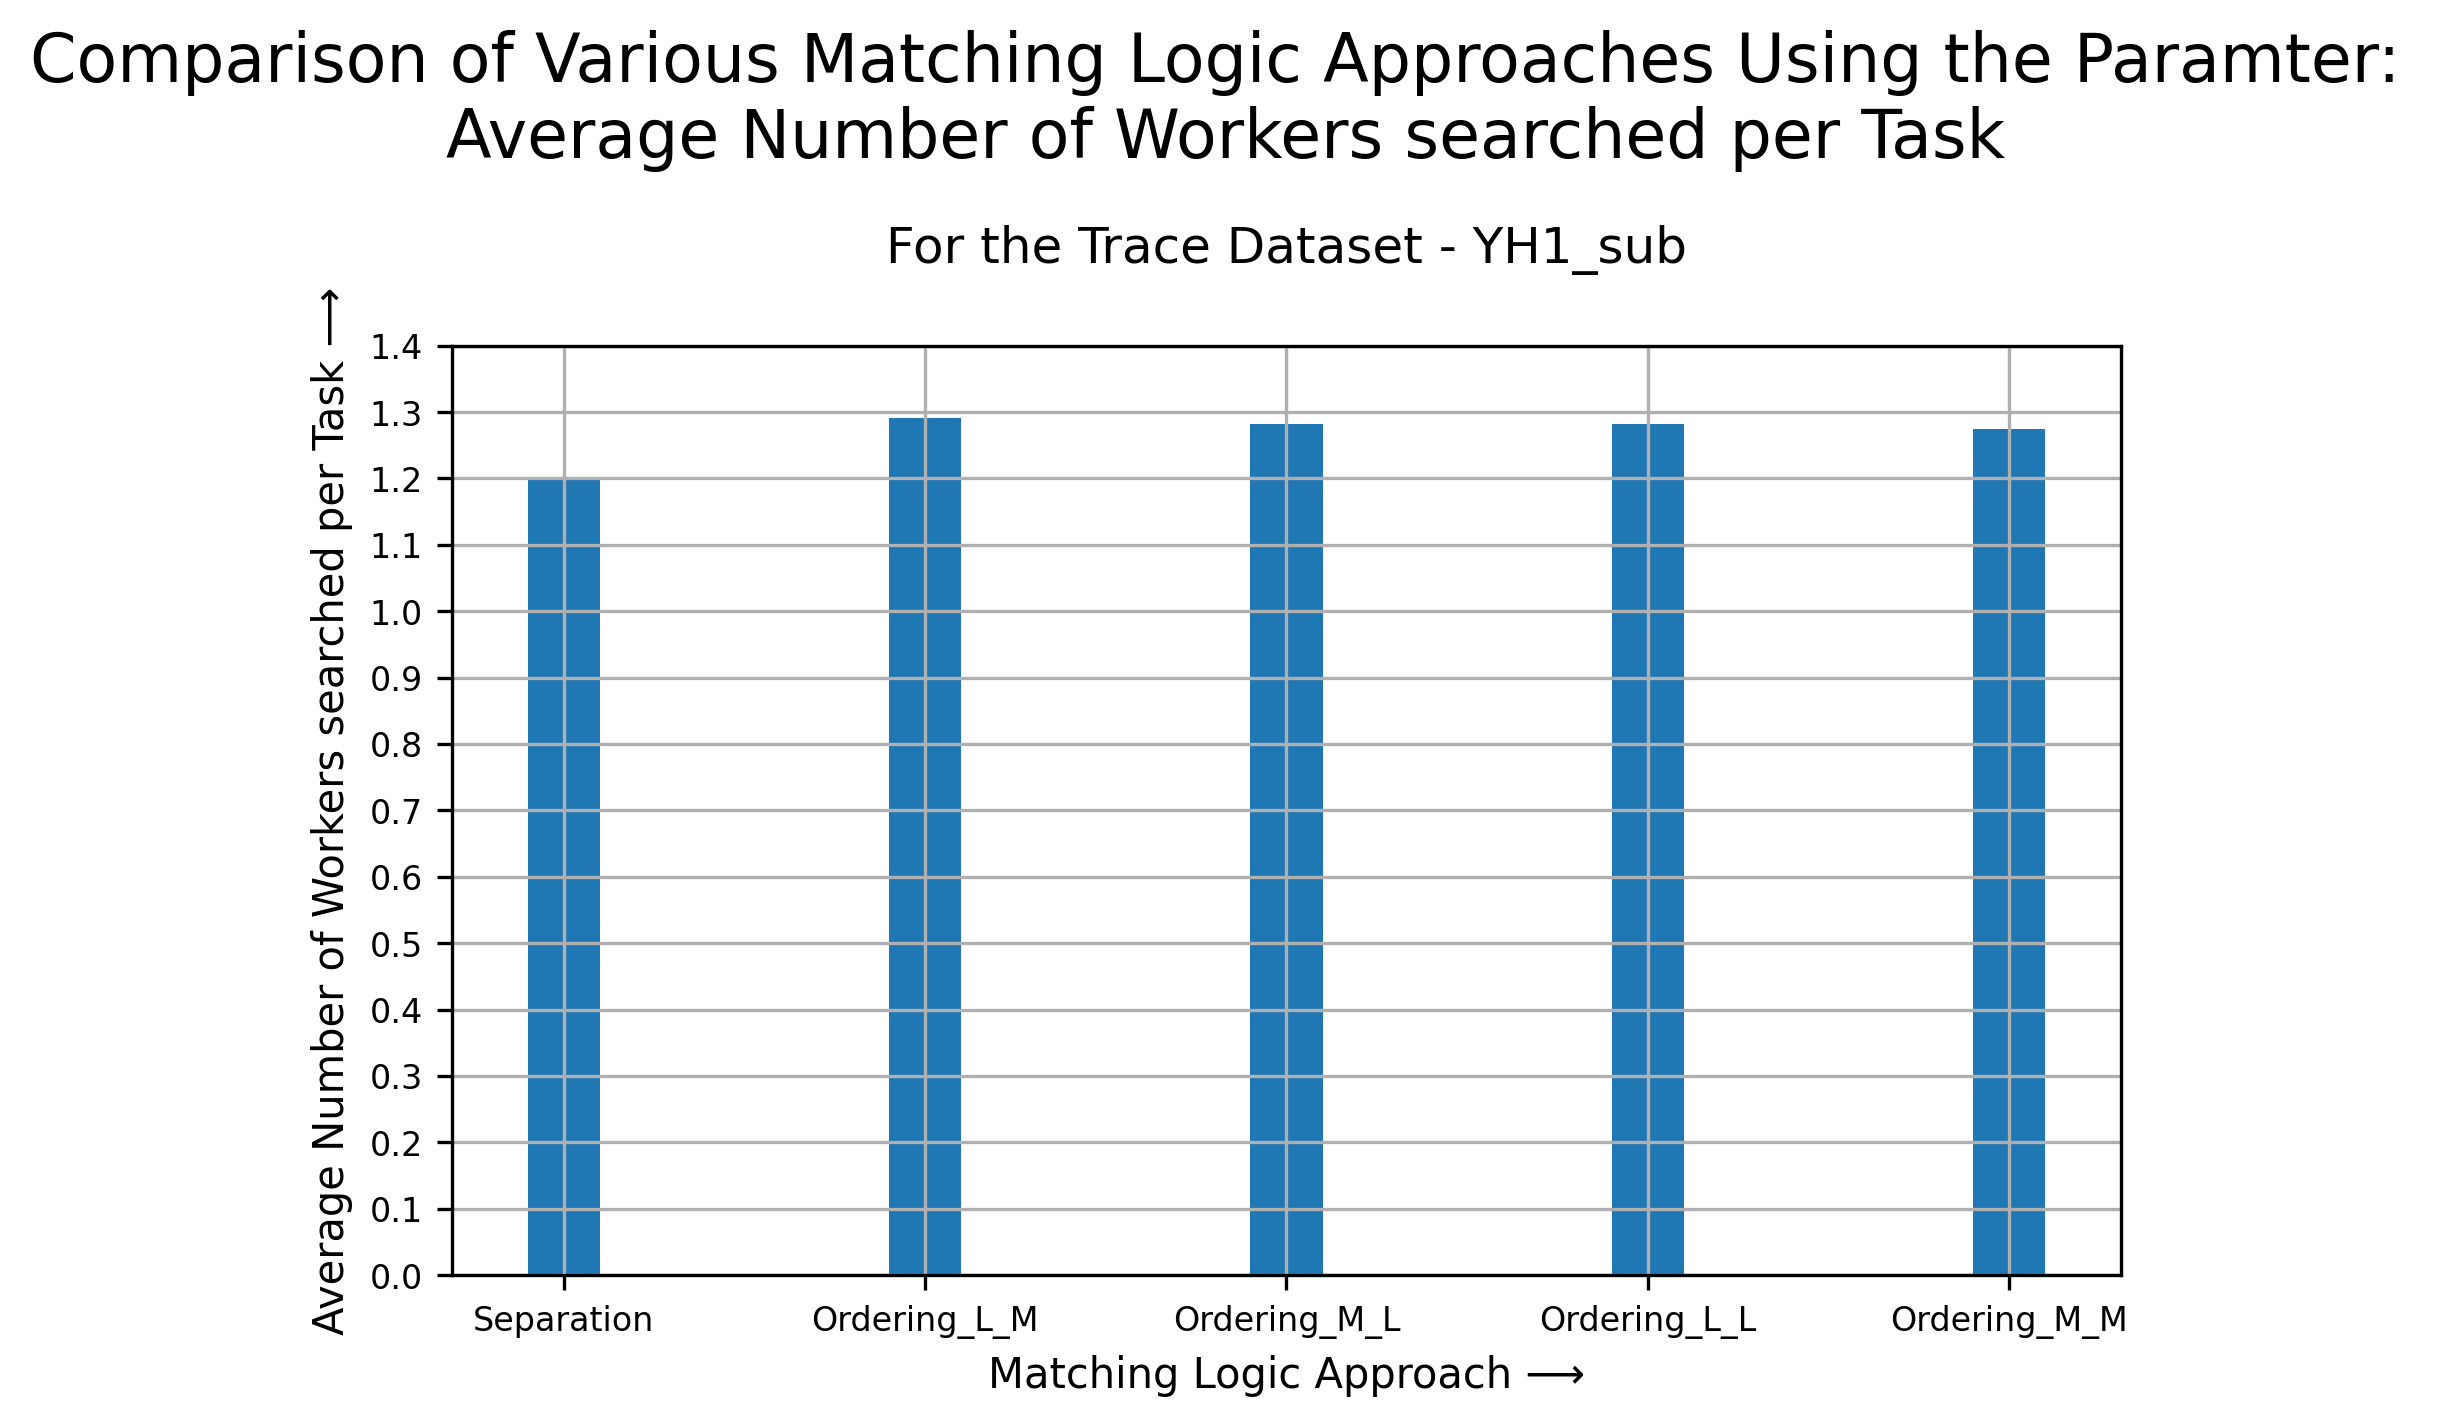 Comparison of Various Matching Logic Approaches Using the Paramter:
Average Number of Workers searched per Task
For the Trace Dataset - YH1_sub
Average Number of Workers searched per Task ⟶
1.4
1.3
1.2
1.1
1.0
0.9
0.8
0.7
0.6
0.5
0.4
0.3
0.2
0.1
0.0
Separation Ordering_L_M Ordering_M_L Ordering_L_L Ordering_M_M
Matching Logic Approach ⟶